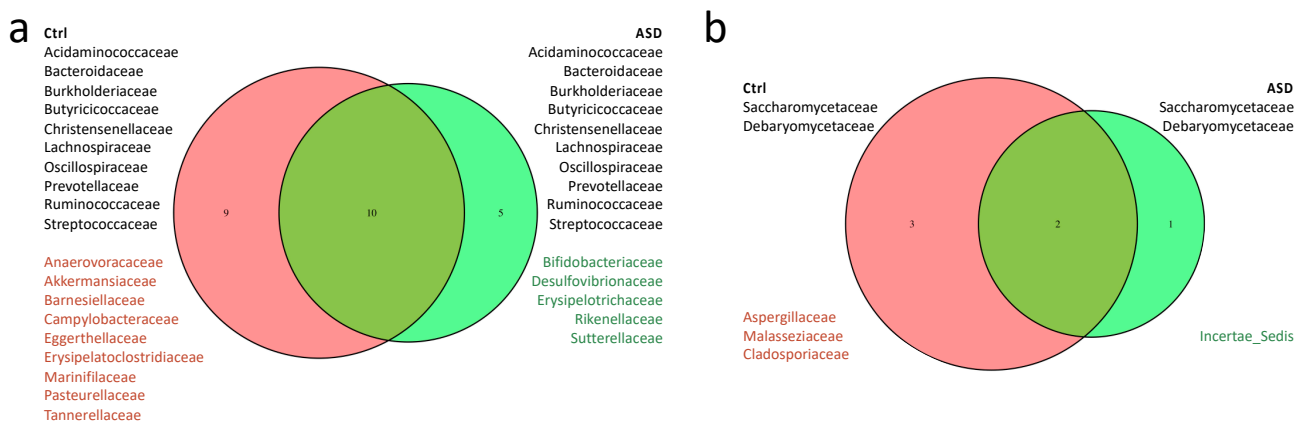 a
Ctrl
Acidaminococcaceae
Bacteroidaceae
Burkholderiaceae
Butyricicoccaceae
Christensenellaceae
Lachnospiraceae
Oscillospiraceae
Prevotellaceae
Ruminococcaceae
Streptococcaceae
Anaerovoracaceae
Akkermansiaceae
Barnesiellaceae
Campylobacteraceae
Eggerthellaceae
Erysipelatoclostridiaceae
Marinifilaceae
Pasteurellaceae
Tannerellaceae
9
10
5
ASD
Acidaminococcaceae
Bacteroidaceae
Burkholderiaceae
Butyricicoccaceae
Christensenellaceae
Lachnospiraceae
Oscillospiraceae
Prevotellaceae
Ruminococcaceae
Streptococcaceae
Bifidobacteriaceae
Desulfovibrionaceae
Erysipelotrichaceae
Rikenellaceae
Sutterellaceae
b
Ctrl
Saccharomycetaceae
Debaryomycetaceae
Aspergillaceae
Malasseziaceae
Cladosporiaceae
3
2
1
ASD
Saccharomycetaceae
Debaryomycetaceae
Incertae_Sedis